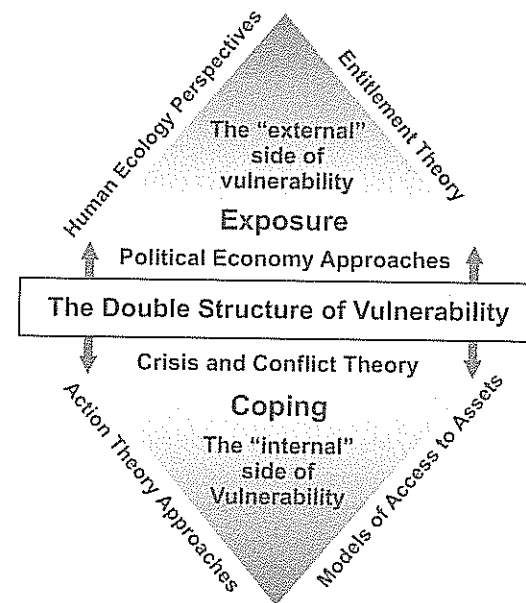 Human Ecology Perspectives
Entitlement Theory
The “external”
side of
vulnerability
Exposure
Political Economy Approaches
The Double Structure of Vulnerability
Crisis and Conflict Theory
Coping
The “internal”
side of
Vulnerability
Action Theory Approaches
Models of Access to Assets